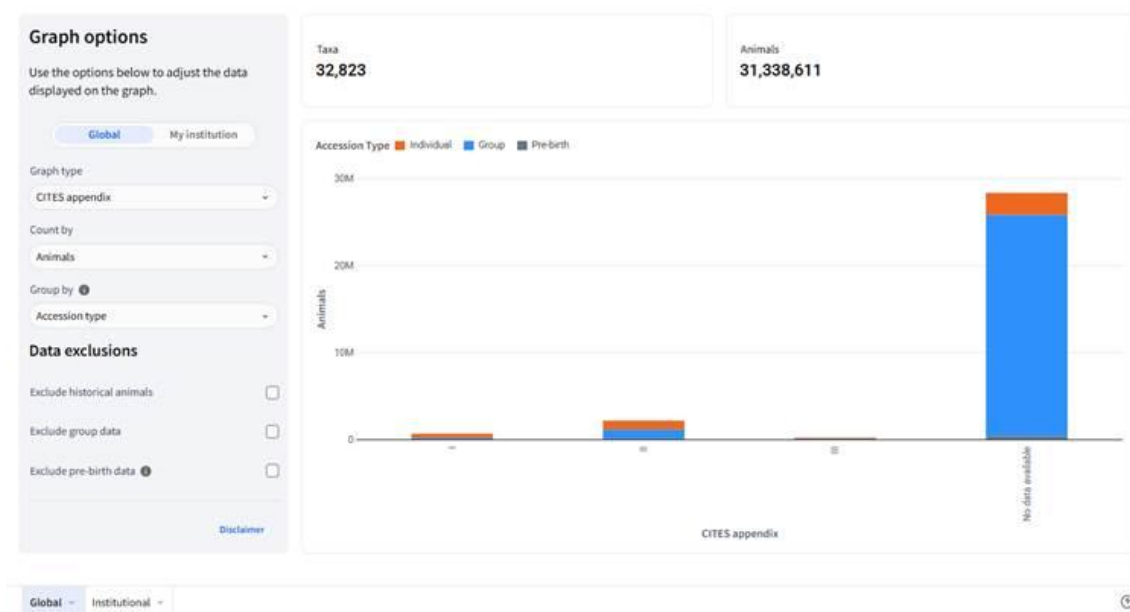 Graph options
Use the options below to adjust the data
displayed on the graph.
Global My institution
Graph type
CITES appendix
Count by
Animals
Group by
Accession type
Data exclusions
Exclude historical animals
Exclude group data
Exclude pre-birth data
Disclaimer
Taxa
32,823
Animals
31,338,611
Accession Type Individual Group Pre-birth
30M
20M
10M
0
Animals
I
II
III
No data available
CITES appendix
Global Institutional